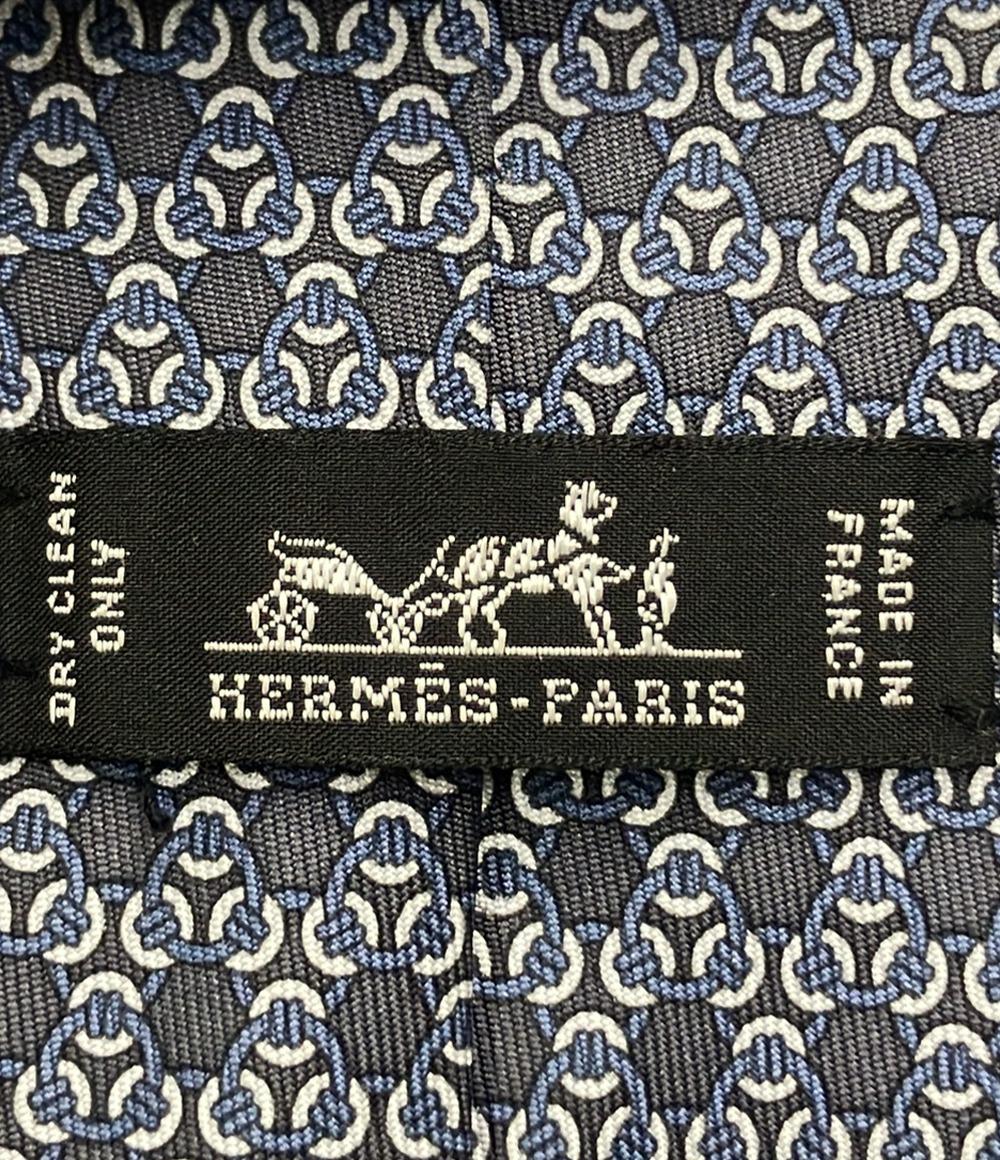 DRY CLEAN
ONLY
HERMÈS-PARIS
MADE IN
FRANCE